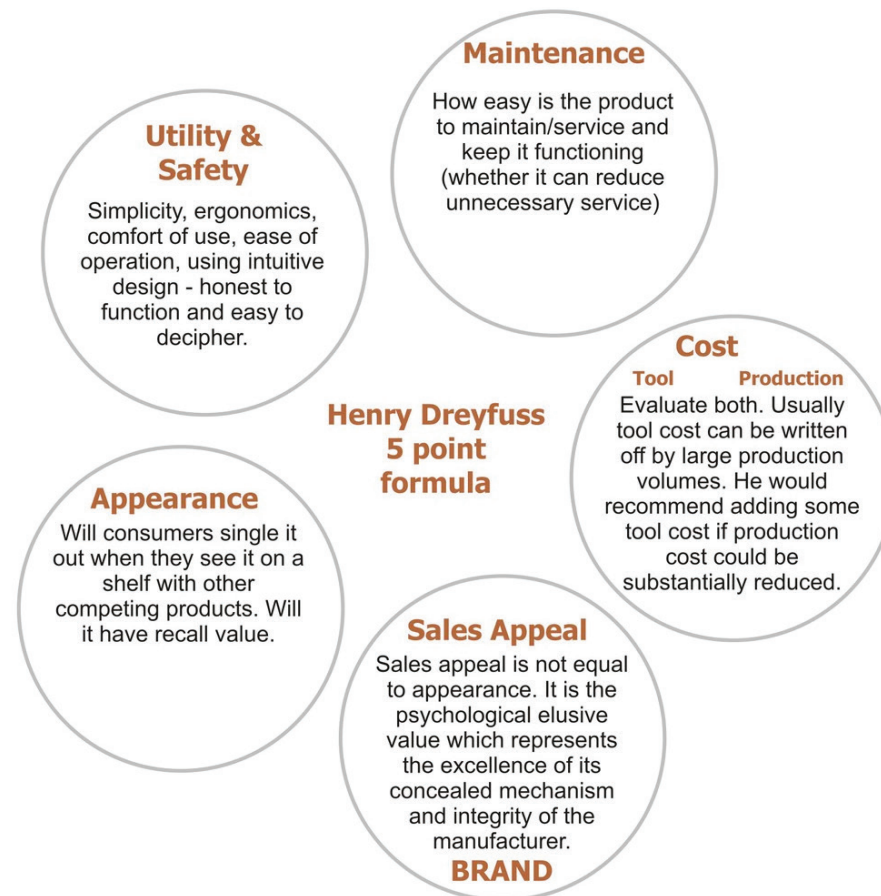 Maintenance
How easy is the product
to maintain/service and
keep it functioning
(whether it can reduce
unnecessary service)
Utility &
Safety
Simplicity, ergonomics,
comfort of use, ease of
operation, using intuitive
design - honest to
function and easy to
decipher.
Cost
Tool Production
Evaluate both. Usually
tool cost can be written
off by large production
volumes. He would
recommend adding some
tool cost if production
cost could be
substantially reduced.
Henry Dreyfuss
5 point
formula
Appearance
Will consumers single it
out when they see it on a
shelf with other
competing products. Will
it have recall value.
Sales Appeal
Sales appeal is not equal
to appearance. It is the
psychological elusive
value which represents
the excellence of its
concealed mechanism
and integrity of the
manufacturer.
BRAND